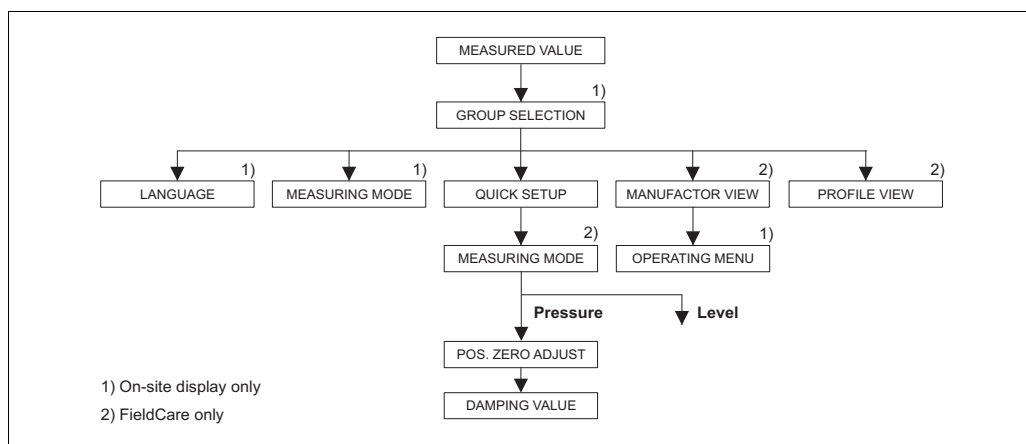 MEASURED VALUE
1)
GROUP SELECTION
1)
1)
2)
2)
LANGUAGE
MEASURING MODE
QUICK SETUP
MANUFACTOR VIEW
PROFILE VIEW
2)
1)
MEASURING MODE
OPERATING MENU
Pressure
Level
POS. ZERO ADJUST
DAMPING VALUE
1) On-site display only
2) FieldCare only